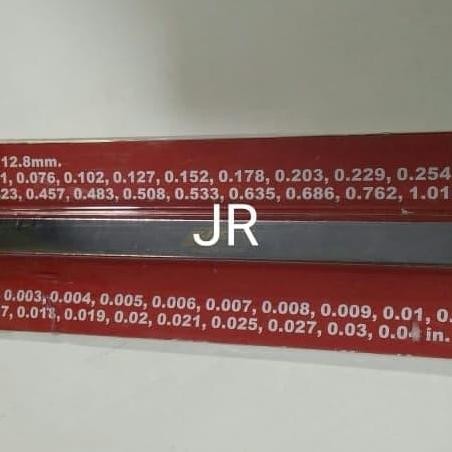 12.8mm.
1, 0.076, 0.102, 0.127, 0.152, 0.178, 0.203, 0.229, 0.254
23, 0.457, 0.483, 0.508, 0.533, 0.635, 0.686, 0.762, 1.01
JR
0.003, 0.004, 0.005, 0.006, 0.007, 0.008, 0.009, 0.01, 0.
7, 0.018, 0.019, 0.02, 0.021, 0.025, 0.027, 0.03, 0.04 in.